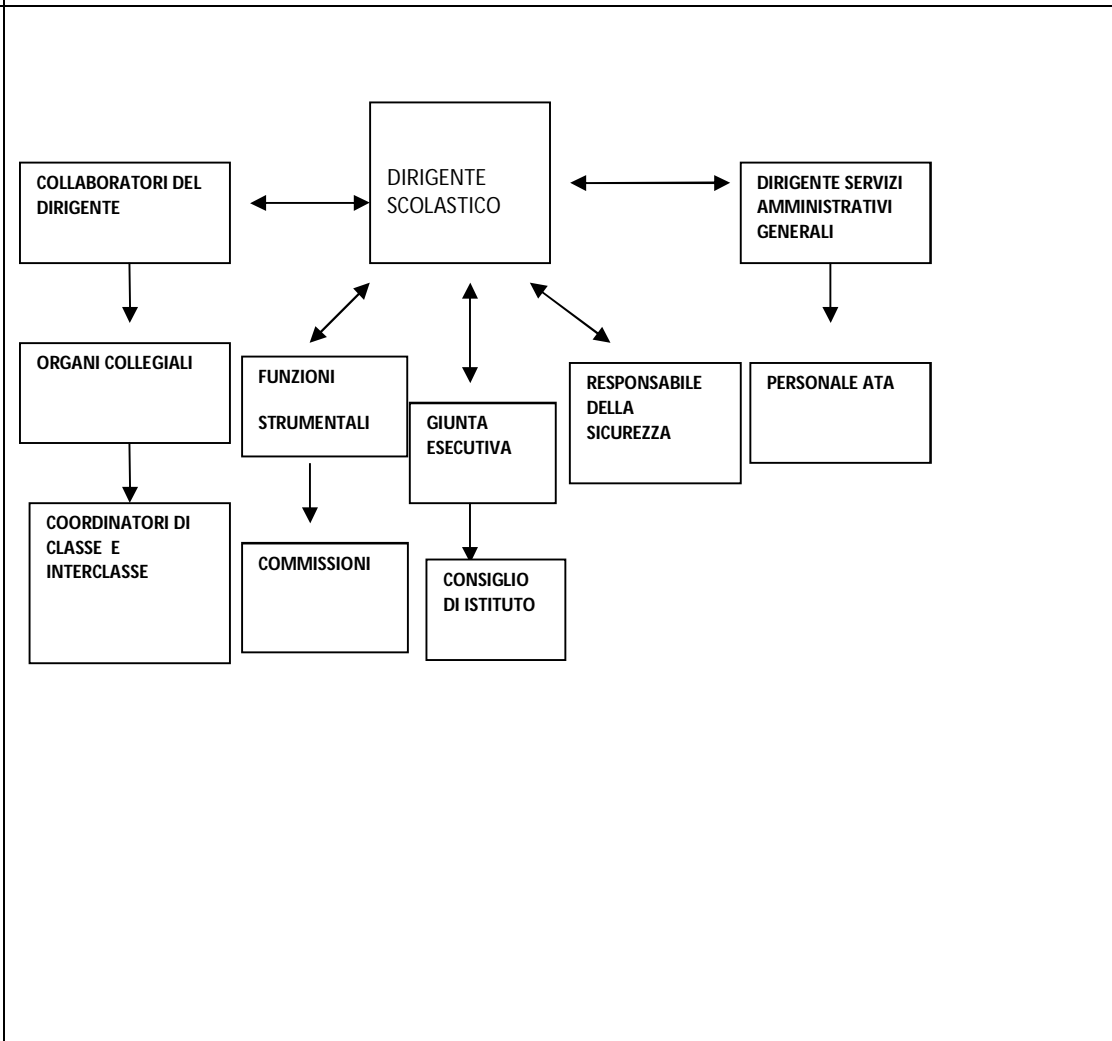 DIRIGENTE
SCOLASTICO
COLLABORATORI DEL
DIRIGENTE
DIRIGENTE SERVIZI
AMMINISTRATIVI
GENERALI
ORGANI COLLEGIALI
FUNZIONI
STRUMENTALI
GIUNTA
ESECUTIVA
RESPONSABILE
DELLA
SICUREZZA
PERSONALE ATA
COORDINATORI DI
CLASSE E
INTERCLASSE
COMMISSIONI
CONSIGLIO
DI ISTITUTO